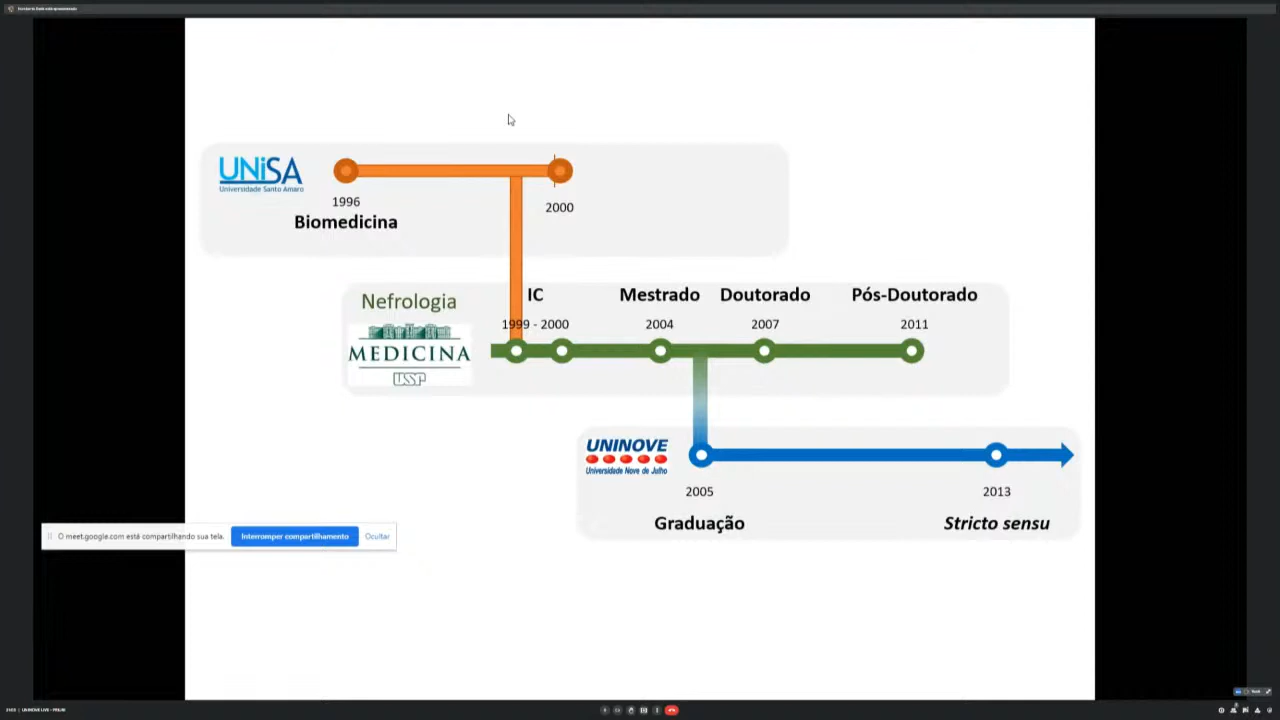 UNiSA
Universidade Santo Amaro
1996
2000
Biomedicina
Nefrologia
MEDICINA
USP
IC
Mestrado
Doutorado
Pós-Doutorado
1999 - 2000
2004
2007
2011
UNINOVE
Universidade Nove de Julho
2005
2013
Graduação
Stricto sensu
O meet.google.com está compartilhando sua tela.
Interromper compartilhamento
Ocultar